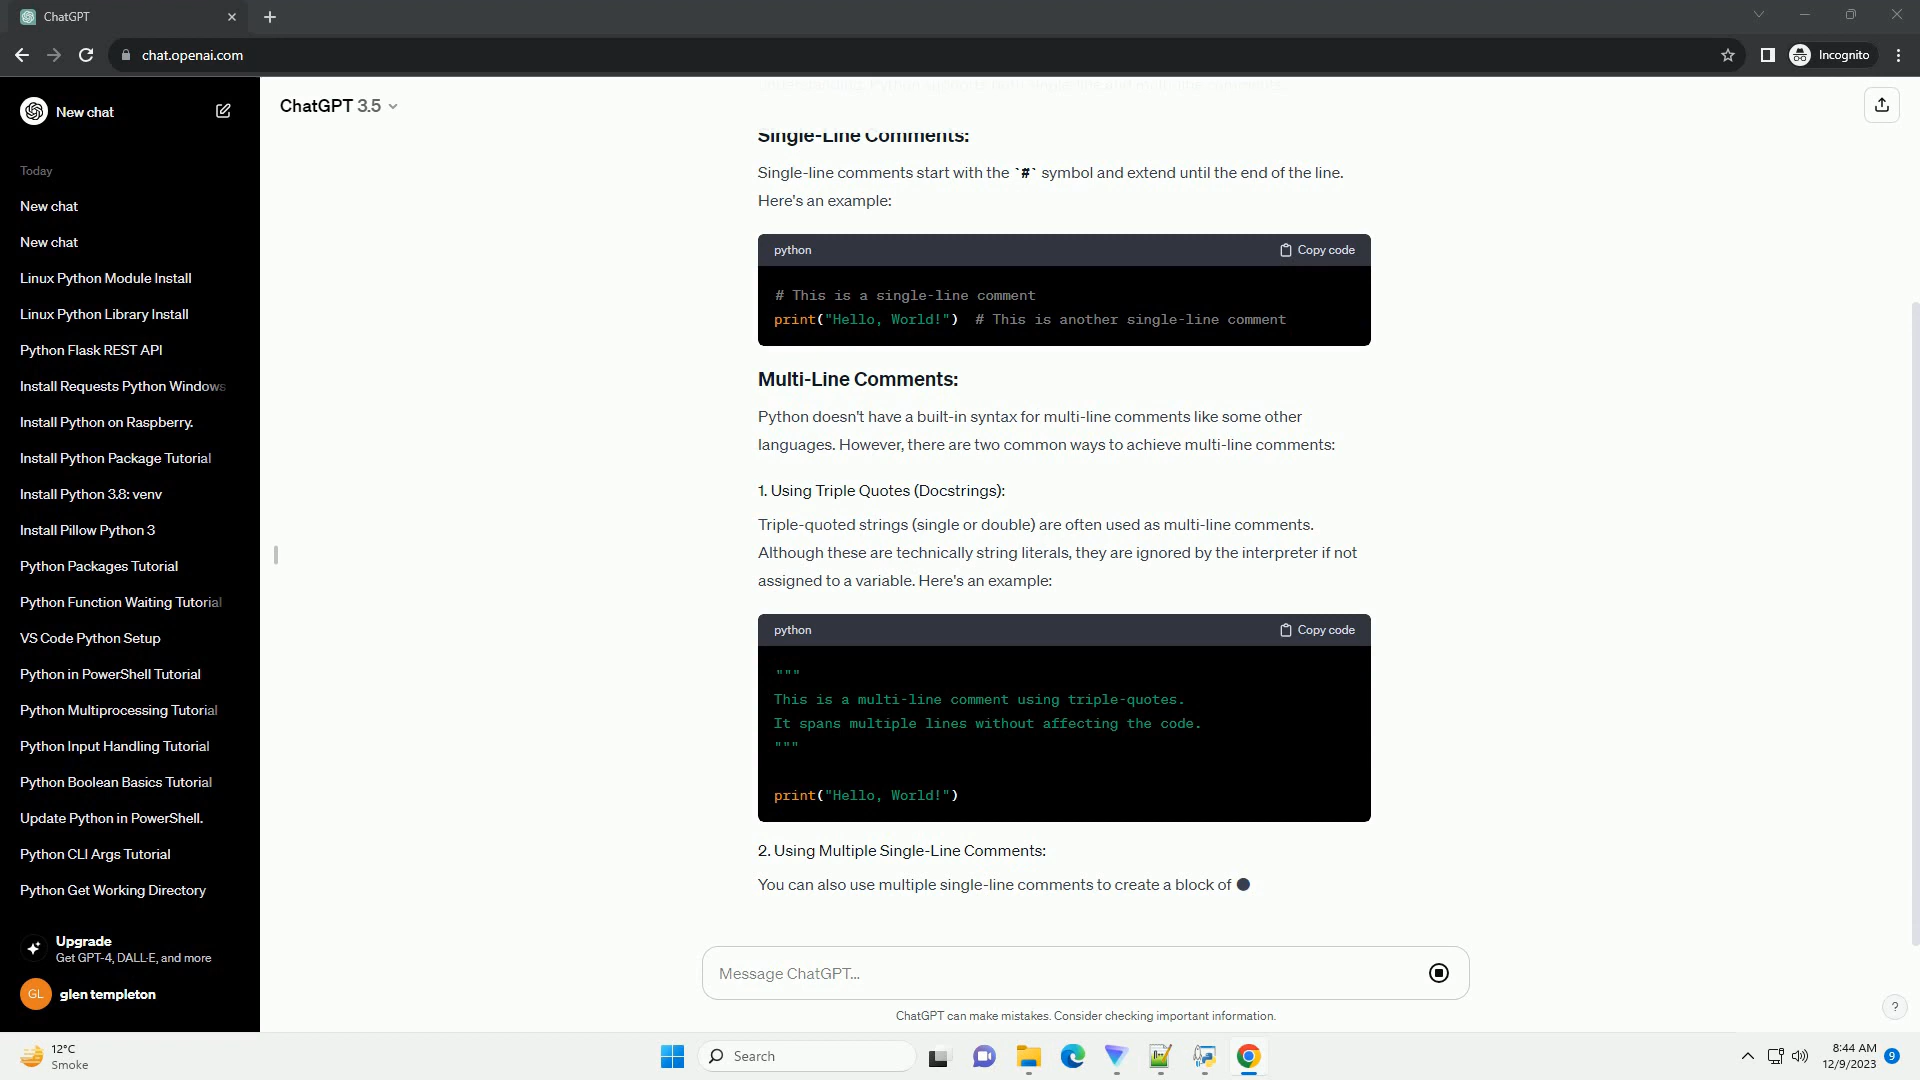 ChatGPT
chat.openai.com
Incognito
New chat
ChatGPT 3.5
Today
New chat
New chat
Linux Python Module Install
Linux Python Library Install
Python Flask REST API
Install Requests Python Windows
Install Python on Raspberry.
Install Python Package Tutorial
Install Python 3.8: venv
Install Pillow Python 3
Python Packages Tutorial
Python Function Waiting Tutorial
VS Code Python Setup
Python in PowerShell Tutorial
Python Multiprocessing Tutorial
Python Input Handling Tutorial
Python Boolean Basics Tutorial
Update Python in PowerShell.
Python CLI Args Tutorial
Python Get Working Directory
Upgrade
Get GPT-4, DALL·E, and more
GL glen templeton
Single-Line Comments:
Single-line comments start with the `#` symbol and extend until the end of the line.
Here's an example:
python Copy code
# This is a single-line comment
print("Hello, World!")  # This is another single-line comment
Multi-Line Comments:
Python doesn't have a built-in syntax for multi-line comments like some other
languages. However, there are two common ways to achieve multi-line comments:
1. Using Triple Quotes (Docstrings):
Triple-quoted strings (single or double) are often used as multi-line comments.
Although these are technically string literals, they are ignored by the interpreter if not
assigned to a variable. Here's an example:
python Copy code
"""
This is a multi-line comment using triple-quotes.
It spans multiple lines without affecting the code.
"""
print("Hello, World!")
2. Using Multiple Single-Line Comments:
You can also use multiple single-line comments to create a block of
Message ChatGPT...
ChatGPT can make mistakes. Consider checking important information.
?
12°C
Smoke
Search
8:44 AM
12/9/2023
9